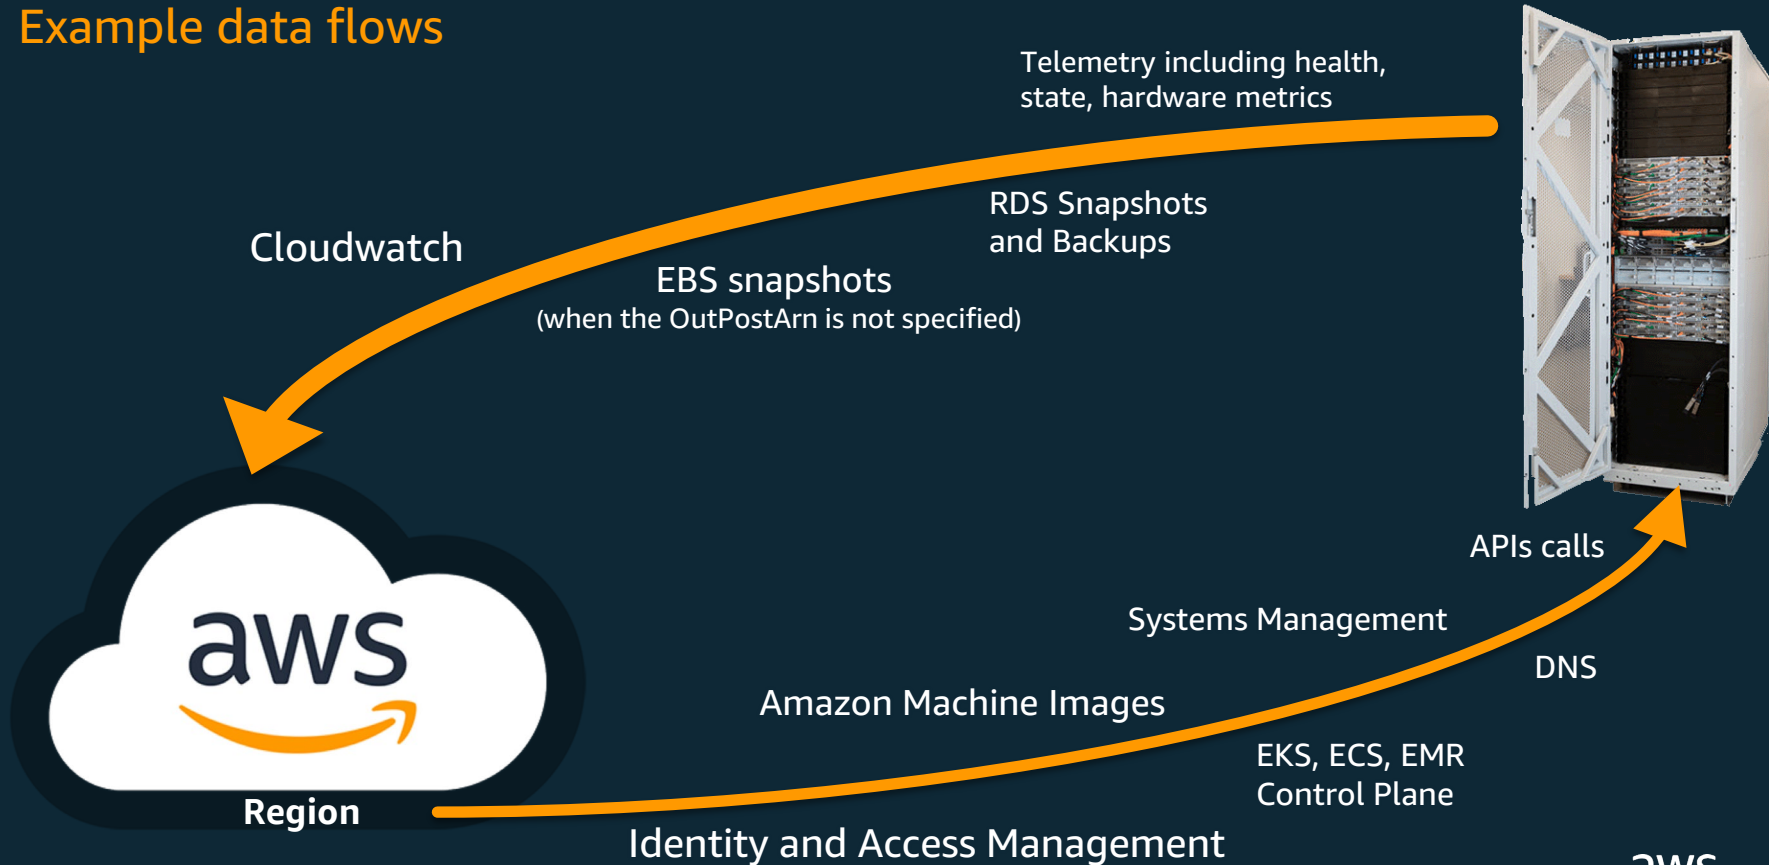 Example data flows
Telemetry including health,
state, hardware metrics
RDS Snapshots
and Backups
Cloudwatch
EBS snapshots
(when the OutPostArn is not specified)
APIs calls
Systems Management
DNS
aws
Amazon Machine Images
EKS, ECS, EMR
Control Plane
Region
Identity and Access Management
aws